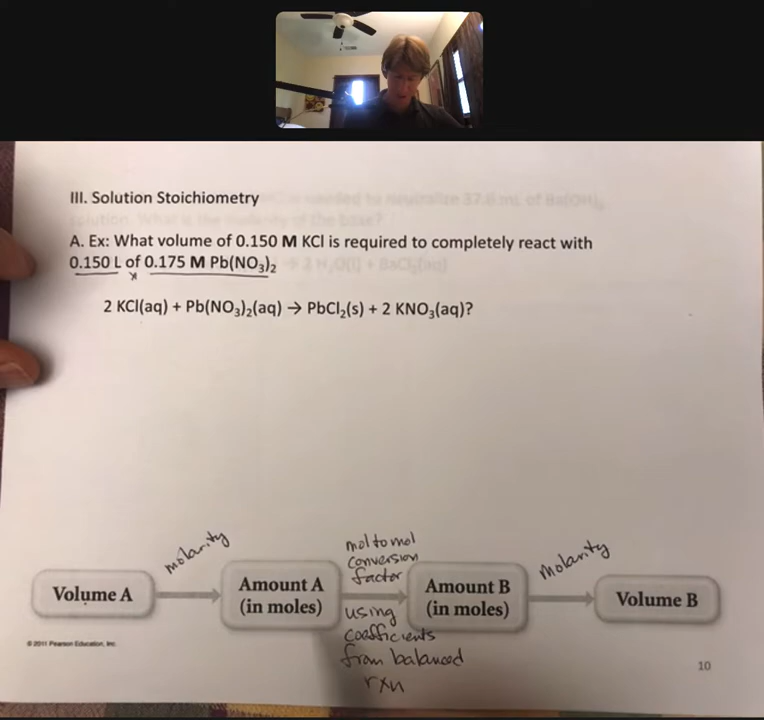 III. Solution Stoichiometry
A. Ex: What volume of 0.150 M KCl is required to completely react with
0.150 L of 0.175 M Pb(NO₃)₂
x
2 KCl(aq) + Pb(NO₃)₂(aq) → PbCl₂(s) + 2 KNO₃(aq)?
Volume A
molarity
Amount A
(in moles)
mol to mol
conversion
factor
using
coefficients
from balanced
rxn
Amount B
(in moles)
molarity
Volume B
© 2011 Pearson Education, Inc.
10